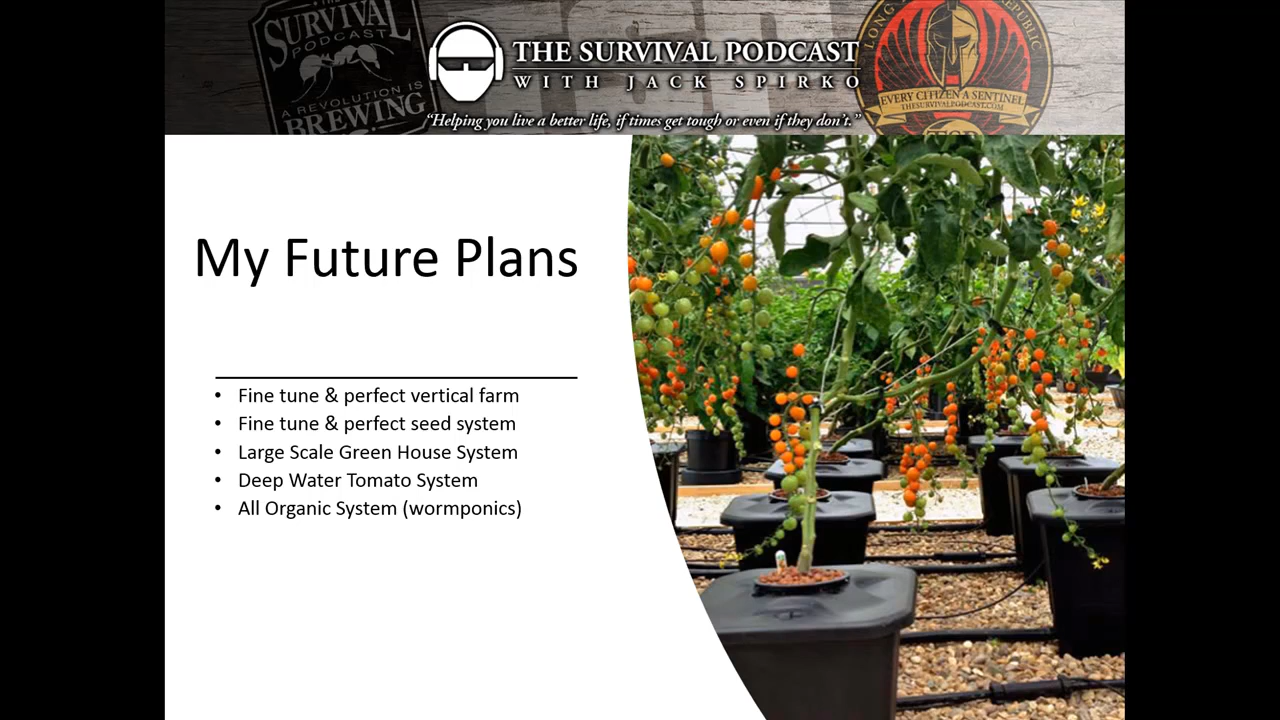 THE
SURVIVAL
PODCAST
A REVOLUTION IS
BREWING
THE SURVIVAL PODCAST
WITH JACK SPIRKO
“Helping you live a better life, if times get tough or even if they don't.”
LONG
REPUBLIC
EVERY CITIZEN A SENTINEL
THESURVIVALPODCAST.COM
My Future Plans
• Fine tune & perfect vertical farm
• Fine tune & perfect seed system
• Large Scale Green House System
• Deep Water Tomato System
• All Organic System (wormponics)